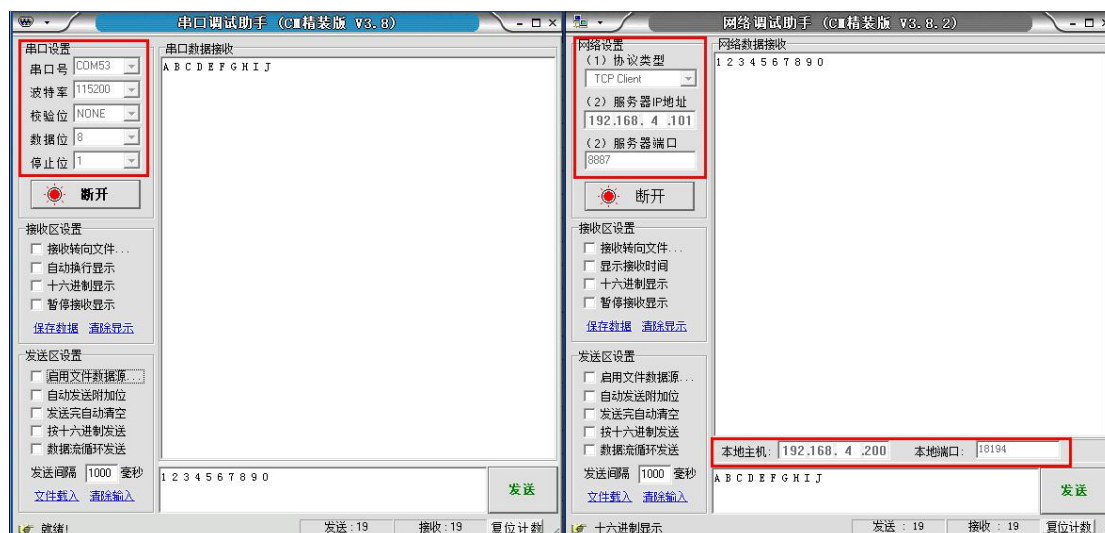 串口调试助手 (CM精装版 V3.8)
串口设置
串口号 COM53
波特率 115200
校验位 NONE
数据位 8
停止位 1
断开
接收区设置
接收转向文件...
自动换行显示
十六进制显示
暂停接收显示
保存数据 清除显示
发送区设置
启用文件数据源...
自动发送附加位
发送完自动清空
按十六进制发送
数据流循环发送
发送间隔 1000 毫秒
文件载入 清除输入
串口数据接收
A B C D E F G H I J
1 2 3 4 5 6 7 8 9 0
发送
就绪!
发送:19
接收:19
复位计数
网络调试助手 (CM精装版 V3.8.2)
网络设置
(1) 协议类型
TCP Client
(2) 服务器IP地址
192.168. 4 .101
(2) 服务器端口
8887
断开
接收区设置
接收转向文件...
显示接收时间
十六进制显示
暂停接收显示
保存数据 清除显示
发送区设置
启用文件数据源...
自动发送附加位
发送完自动清空
按十六进制发送
数据流循环发送
发送间隔 1000 毫秒
文件载入 清除输入
网络数据接收
1 2 3 4 5 6 7 8 9 0
本地主机: 192.168. 4 .200 本地端口: 18194
A B C D E F G H I J
发送
十六进制显示
发送 : 19
接收 : 19
复位计数